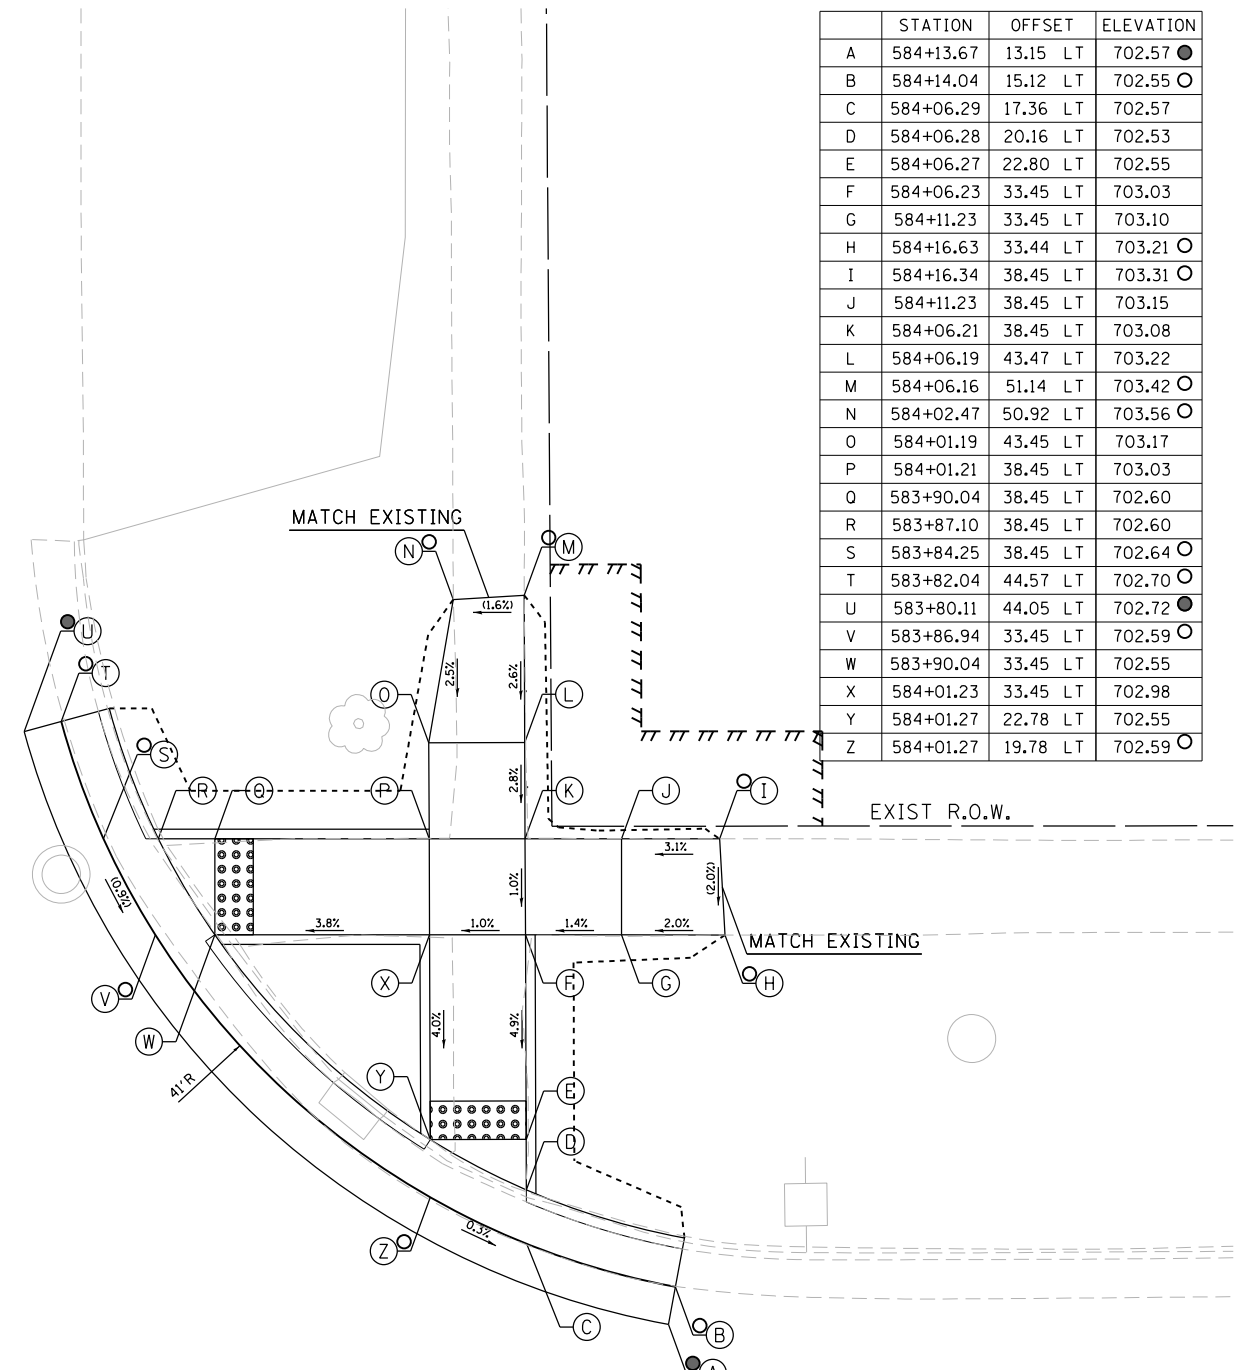 STATION OFFSET ELEVATION
A 584+13.67 13.15 LT 702.57
B 584+14.04 15.12 LT 702.55
C 584+06.29 17.36 LT 702.57
D 584+06.28 20.16 LT 702.53
E 584+06.27 22.80 LT 702.55
F 584+06.23 33.45 LT 703.03
G 584+11.23 33.45 LT 703.10
H 584+16.63 33.44 LT 703.21
I 584+16.34 38.45 LT 703.31
J 584+11.23 38.45 LT 703.15
K 584+06.21 38.45 LT 703.08
L 584+06.19 43.47 LT 703.22
M 584+06.16 51.14 LT 703.42
N 584+02.47 50.92 LT 703.56
O 584+01.19 43.45 LT 703.17
P 584+01.21 38.45 LT 703.03
Q 583+90.04 38.45 LT 702.60
R 583+87.10 38.45 LT 702.60
S 583+84.25 38.45 LT 702.64
T 583+82.04 44.57 LT 702.70
U 583+80.11 44.05 LT 702.72
V 583+86.94 33.45 LT 702.59
W 583+90.04 33.45 LT 702.55
X 584+01.23 33.45 LT 702.98
Y 584+01.27 22.78 LT 702.55
Z 584+01.27 19.78 LT 702.59
MATCH EXISTING
N
M
(1.6%)
U
T
2.5%
2.6%
O
L
S
2.8%
R
Q
P
K
J
I
EXIST R.O.W.
3.1%
(0.9%)
1.0%
(2.0%)
3.8%
1.0%
1.4%
2.0%
MATCH EXISTING
V
X
F
G
H
W
4.0%
4.9%
41'R
Y
E
D
0.3%
Z
C
B
A